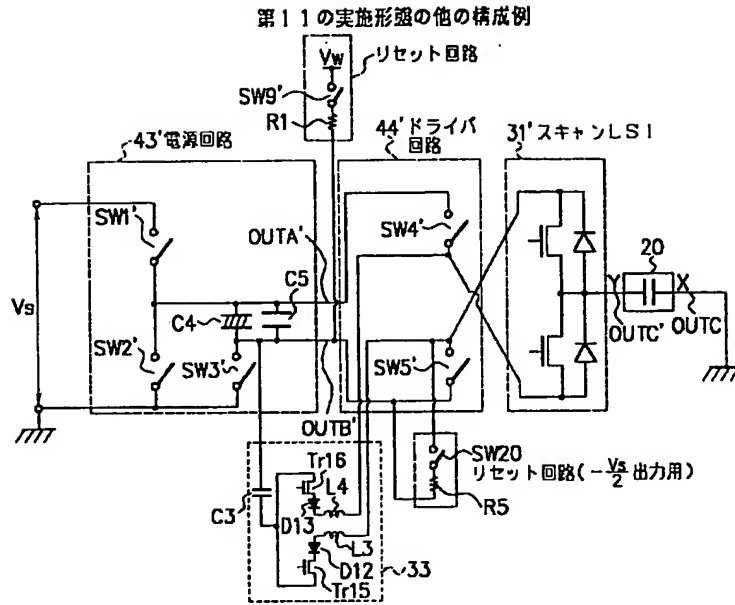 第11の実施形態の他の構成例
リセット回路
Vw
SW9'
R1
43'電源回路
44'ドライバ
回路
31'スキャンLSI
SW1'
OUTA'
SW4'
C5
Vs
C4
SW2'
SW3'
SW5'
OUTB'
20
Y
X
OUTC'
OUTC
SW20
リセット回路(-Vs/2 出力用)
R5
Tr16
L4
C3
D13
L3
D12
Tr15
33